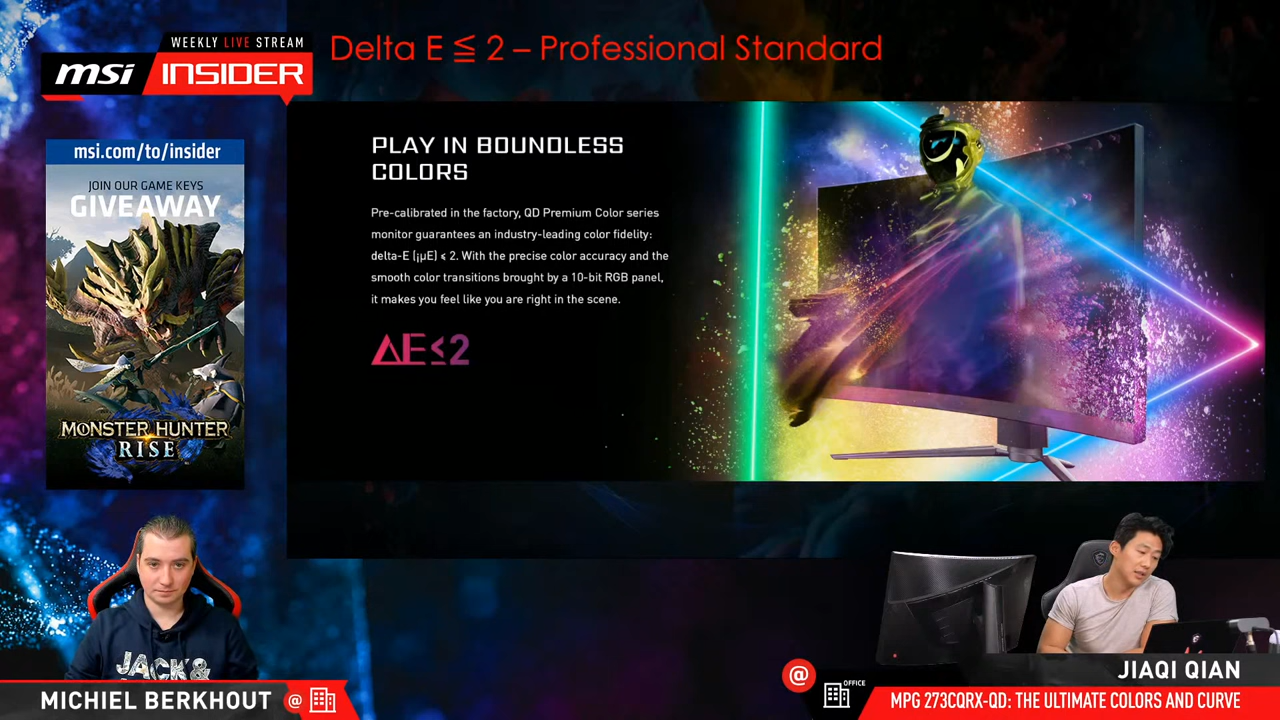 WEEKLY LIVE STREAM
msi INSIDER
Delta E ≦ 2 – Professional Standard
msi.com/to/insider
JOIN OUR GAME KEYS
GIVEAWAY
MONSTER HUNTER
RISE
PLAY IN BOUNDLESS
COLORS
Pre-calibrated in the factory, QD Premium Color series
monitor guarantees an industry-leading color fidelity:
delta-E (¡µE) ≤ 2. With the precise color accuracy and the
smooth color transitions brought by a 10-bit RGB panel,
it makes you feel like you are right in the scene.
ΔE≤2
JACK&
MICHIEL BERKHOUT @
@ OFFICE
JIAQI QIAN
MPG 273CQRX-QD: THE ULTIMATE COLORS AND CURVE